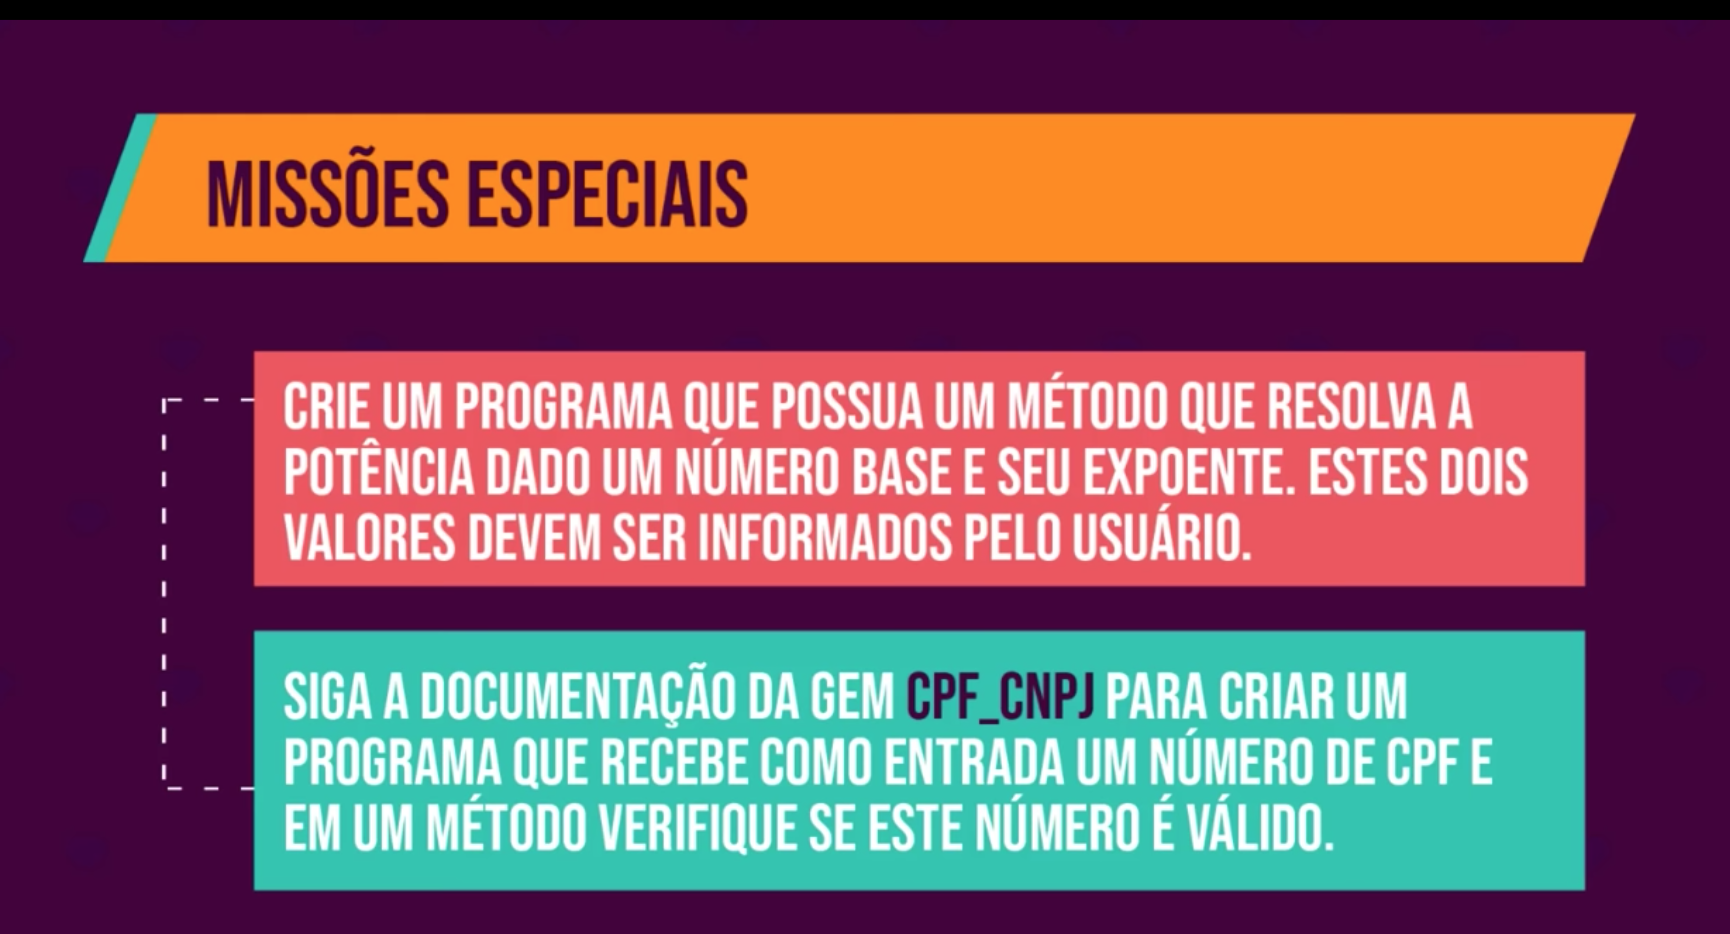 MISSÕES ESPECIAIS
CRIE UM PROGRAMA QUE POSSUA UM MÉTODO QUE RESOLVA A
POTÊNCIA DADO UM NÚMERO BASE E SEU EXPOENTE. ESTES DOIS
VALORES DEVEM SER INFORMADOS PELO USUÁRIO.
SIGA A DOCUMENTAÇÃO DA GEM CPF_CNPJ PARA CRIAR UM
PROGRAMA QUE RECEBE COMO ENTRADA UM NÚMERO DE CPF E
EM UM MÉTODO VERIFIQUE SE ESTE NÚMERO É VÁLIDO.